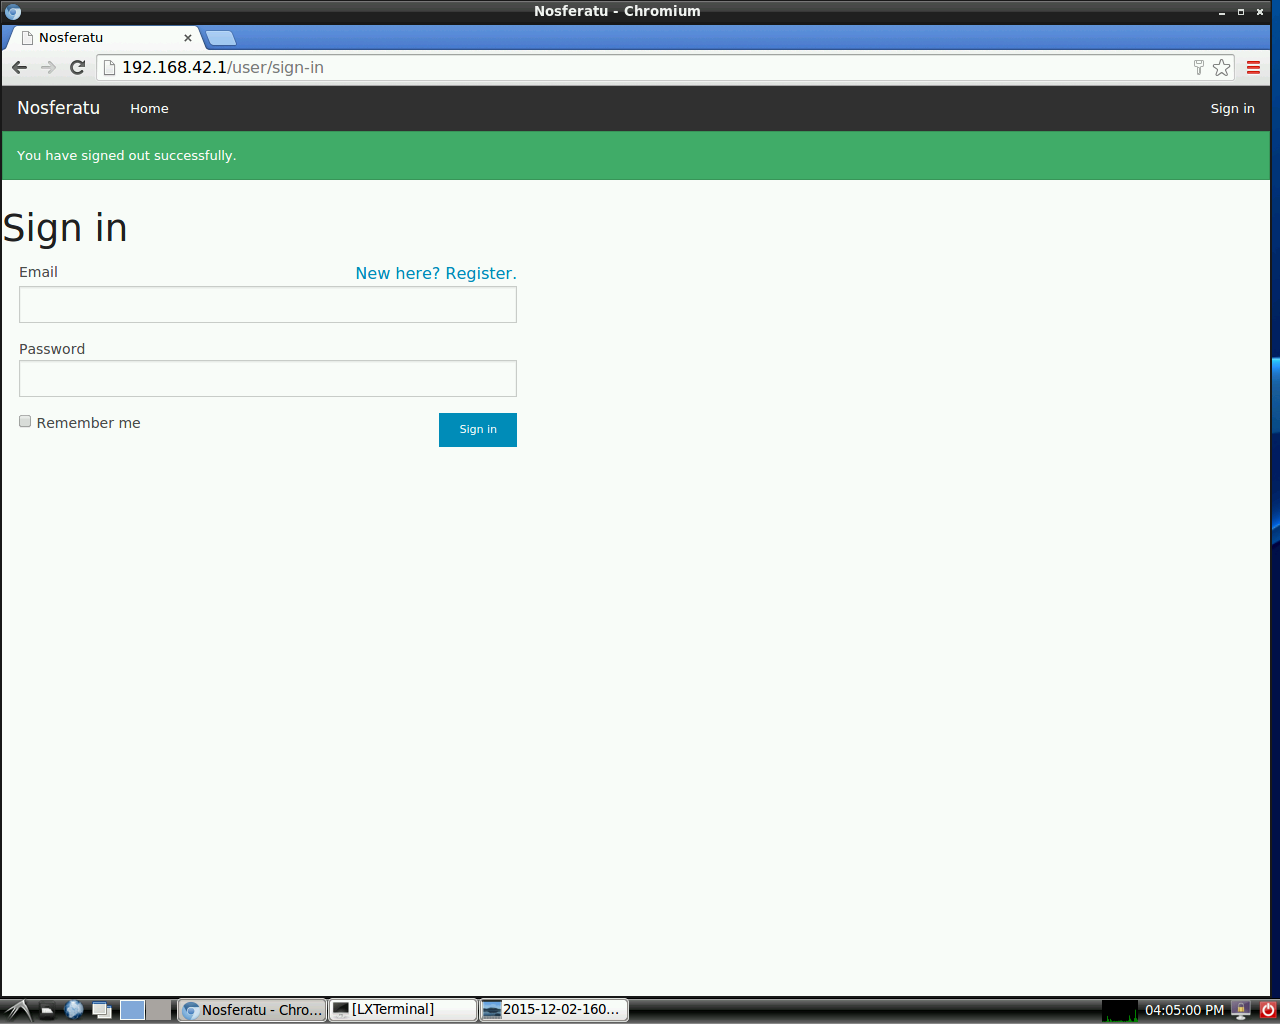 Nosferatu - Chromium
Nosferatu
192.168.42.1/user/sign-in
Nosferatu Home Sign in
You have signed out successfully.
Sign in
Email New here? Register.
Password
Remember me Sign in
Nosferatu - Chro... [LXTerminal] 2015-12-02-160... 04:05:00 PM